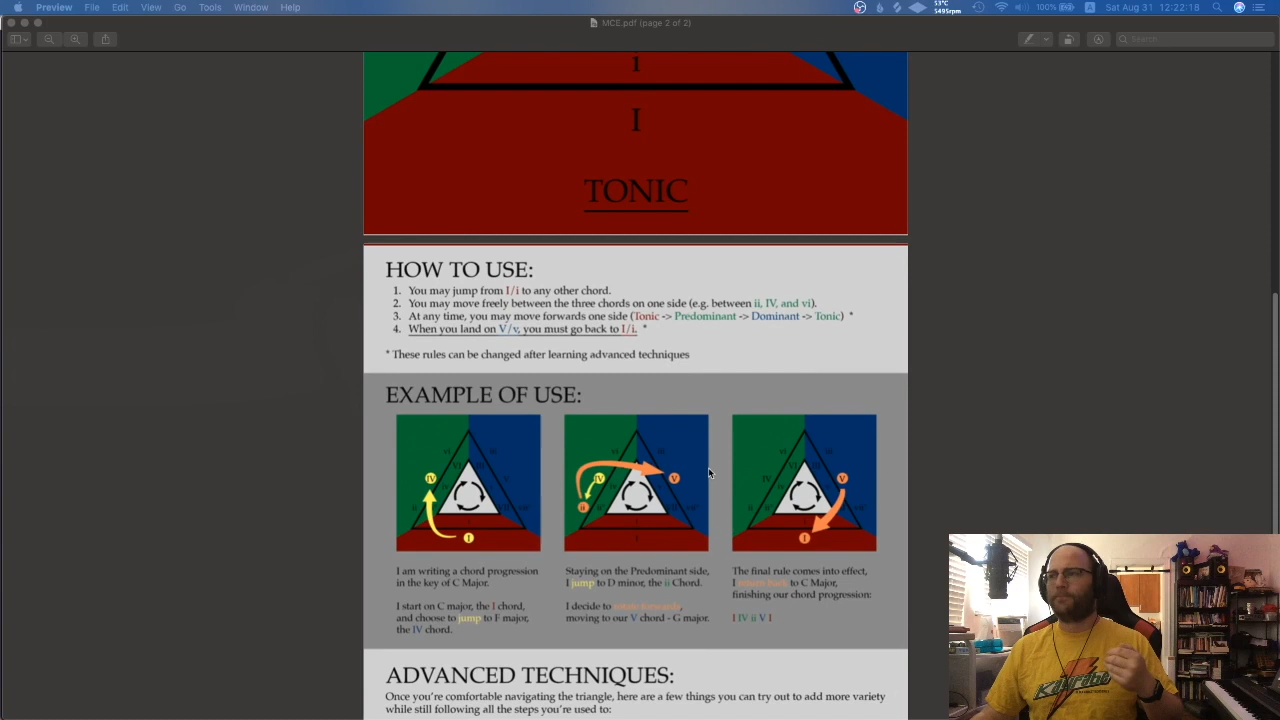 Preview File Edit View Go Tools Window Help
53°C
5495rpm
100%
A
Sat Aug 31 12:22:18
MCE.pdf (page 2 of 2)
Search
1
I
TONIC
HOW TO USE:
1. You may jump from I/i to any other chord.
2. You may move freely between the three chords on one side (e.g. between ii, IV, and vi).
3. At any time, you may move forwards one side (Tonic -> Predominant -> Dominant -> Tonic) *
4. When you land on V/v, you must go back to I/i. *
* These rules can be changed after learning advanced techniques
EXAMPLE OF USE:
I am writing a chord progression
in the key of C Major.
I start on C major, the I chord,
and choose to jump to F major,
the IV chord.
Staying on the Predominant side,
I jump to D minor, the ii Chord.
I decide to rotate forwards,
moving to our V chord - G major.
The final rule comes into effect,
I return back to C Major,
finishing our chord progression:
I IV ii V I
ADVANCED TECHNIQUES:
Once you're comfortable navigating the triangle, here are a few things you can try out to add more variety
while still following all the steps you're used to: